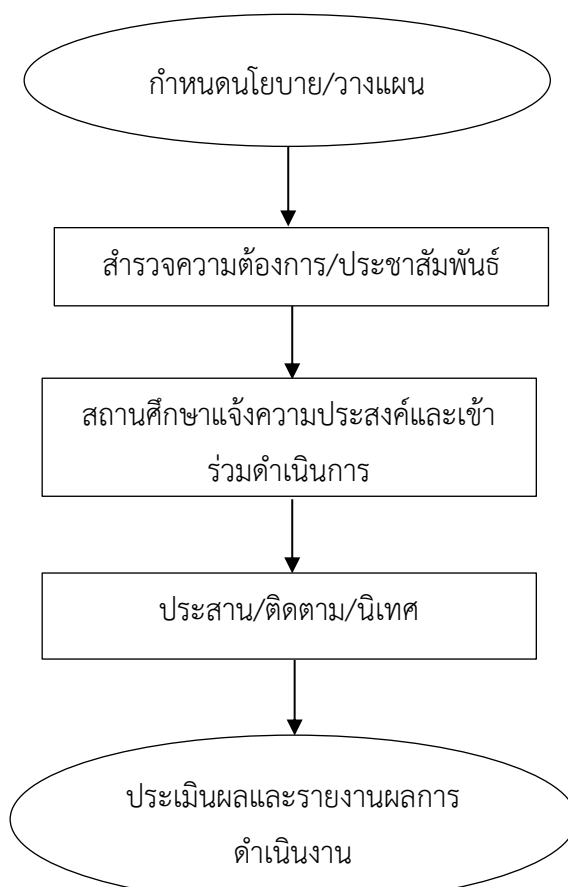 กำหนดนโยบาย/วางแผน
สำรวจความต้องการ/ประชาสัมพันธ์
สถานศึกษาแจ้งความประสงค์และเข้า
ร่วมดำเนินการ
ประสาน/ติดตาม/นิเทศ
ประเมินผลและรายงานผลการ
ดำเนินงาน